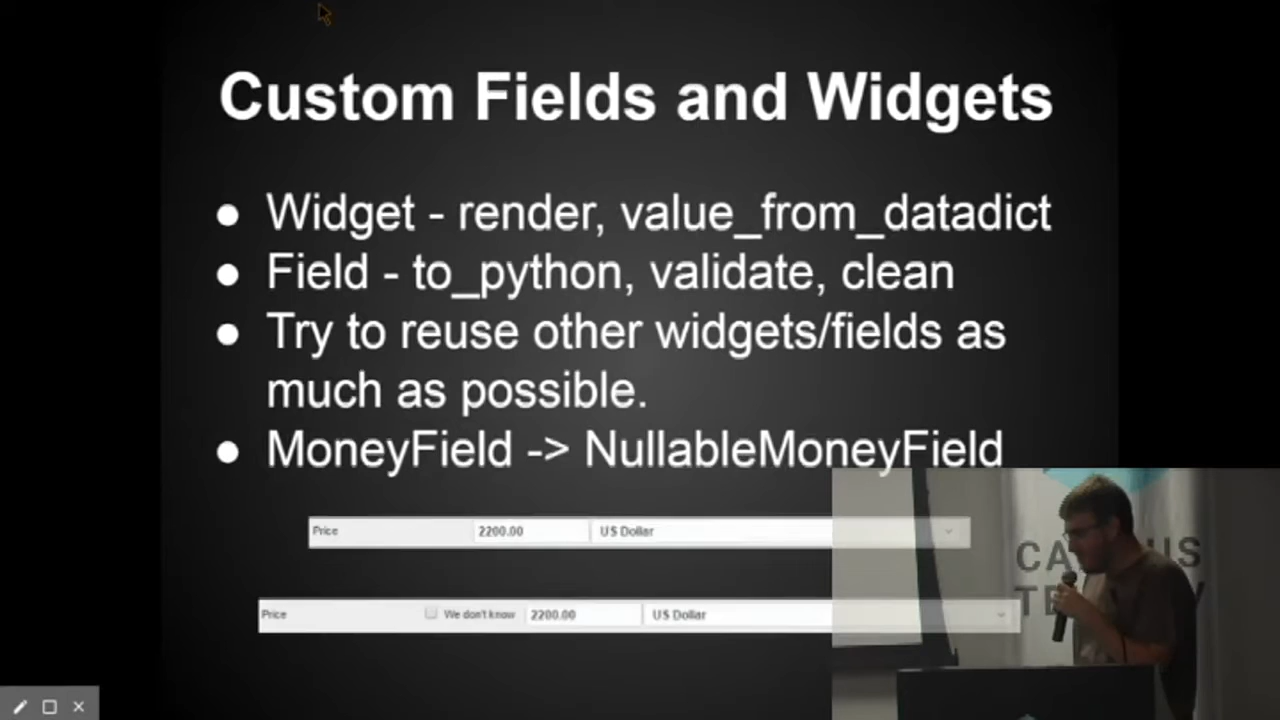 Custom Fields and Widgets
● Widget - render, value_from_datadict
● Field - to_python, validate, clean
● Try to reuse other widgets/fields as
much as possible.
● MoneyField -> NullableMoneyField
Price 2200.00 US Dollar
Price We don't know 2200.00 US Dollar